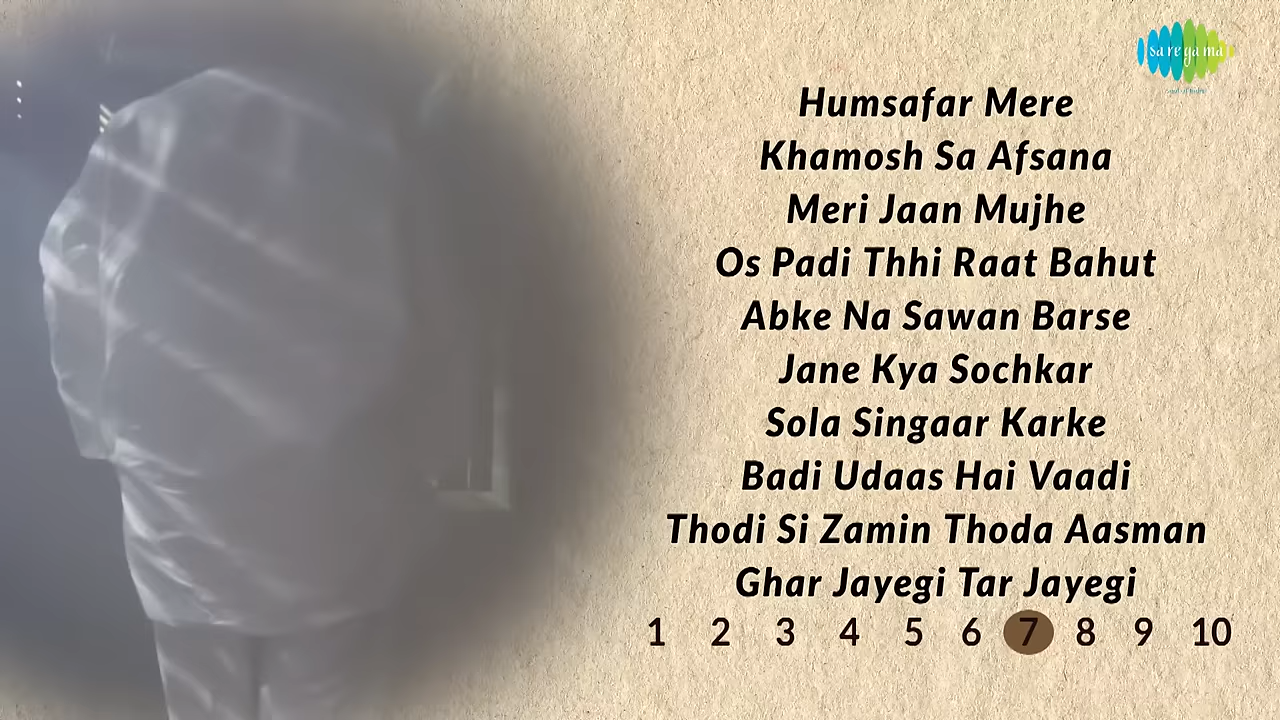 sa re ga ma
Humsafar Mere
Khamosh Sa Afsana
Meri Jaan Mujhe
Os Padi Thhi Raat Bahut
Abke Na Sawan Barse
Jane Kya Sochkar
Sola Singaar Karke
Badi Udaas Hai Vaadi
Thodi Si Zamin Thoda Aasman
Ghar Jayegi Tar Jayegi
1 2 3 4 5 6 7 8 9 10